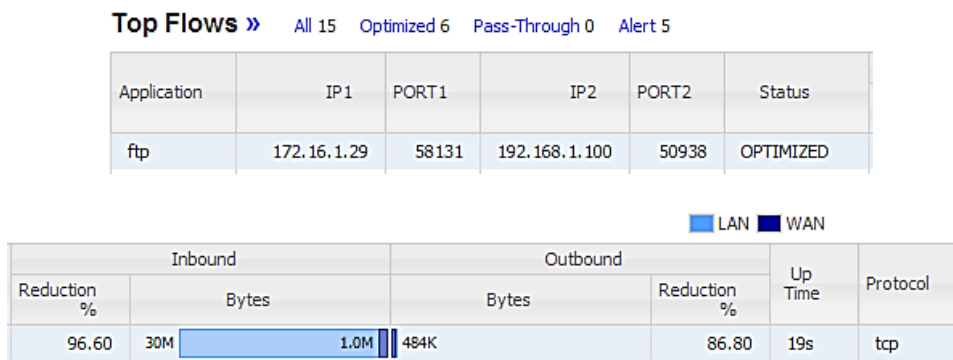 Top Flows » All 15 Optimized 6 Pass-Through 0 Alert 5
Application IP1 PORT1 IP2 PORT2 Status
ftp 172.16.1.29 58131 192.168.1.100 50938 OPTIMIZED
LAN WAN
Inbound Outbound Up Time Protocol
Reduction % Bytes Bytes Reduction %
96.60 30M 1.0M 484K 86.80 19s tcp